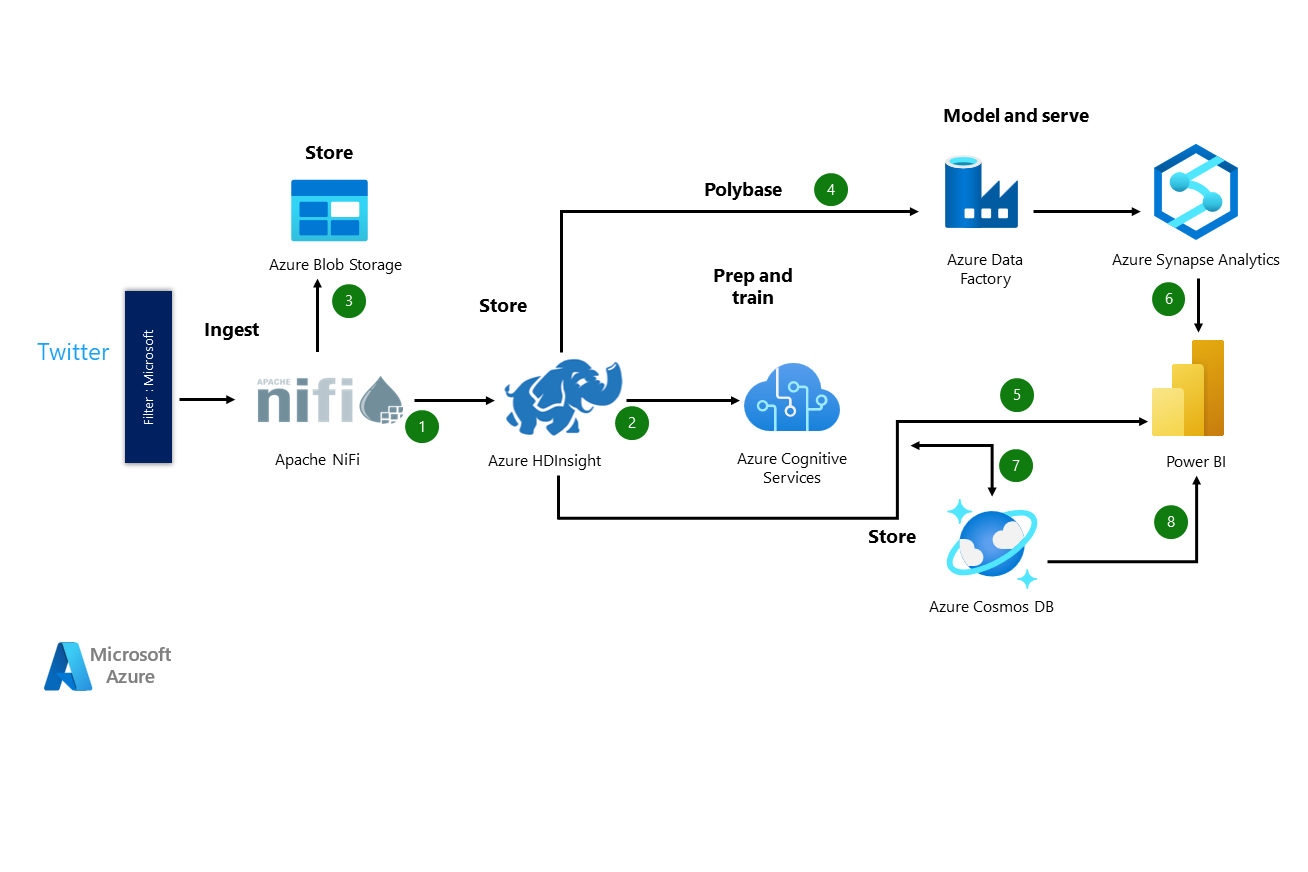 Model and serve
Store
Polybase
4
Azure Blob Storage
Azure Data
Factory
Azure Synapse Analytics
Prep and
train
3
Store
6
Ingest
Twitter
Filter : Microsoft
APACHE
nifi
1
2
5
Apache NiFi
Azure HDInsight
Azure Cognitive
Services
7
Power BI
Store
8
Azure Cosmos DB
Microsoft
Azure